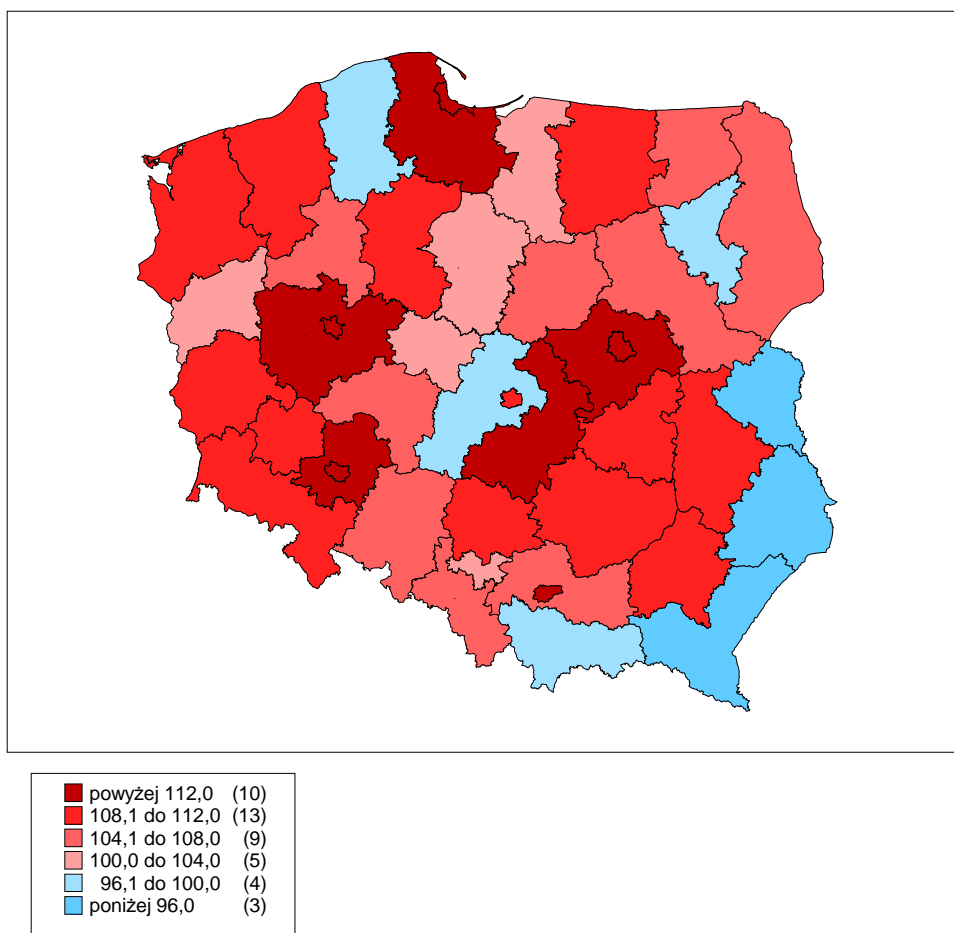 powyżej 112,0 (10)
108,1 do 112,0 (13)
104,1 do 108,0 (9)
100,0 do 104,0 (5)
96,1 do 100,0 (4)
poniżej 96,0 (3)